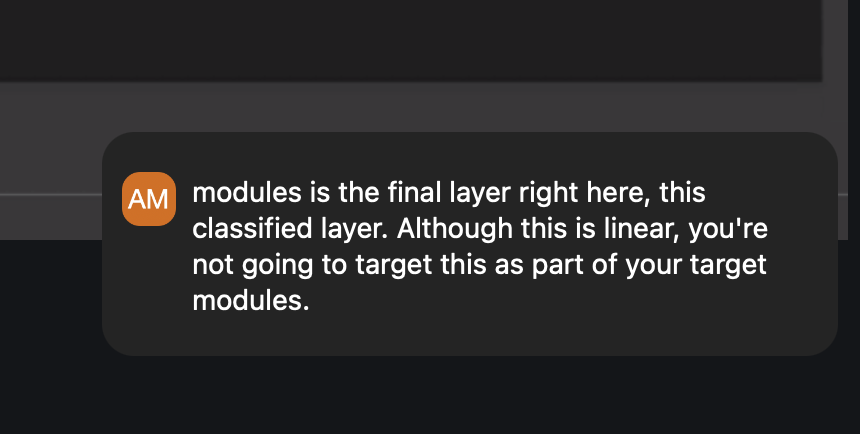 AM
modules is the final layer right here, this
classified layer. Although this is linear, you're
not going to target this as part of your target
modules.